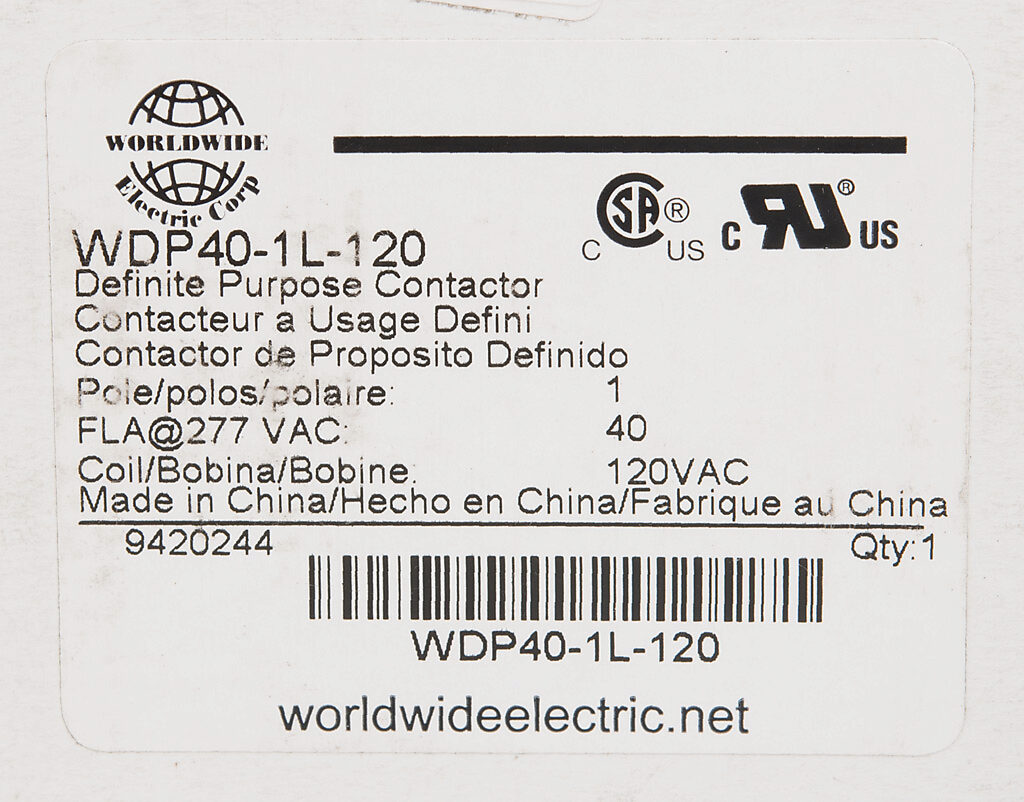 WORLDWIDE
Electric Corp
C SA ® US
C RU ® US
WDP40-1L-120
Definite Purpose Contactor
Contacteur a Usage Defini
Contactor de Proposito Definido
Pole/polos/polaire: 1
FLA@277 VAC: 40
Coil/Bobina/Bobine: 120VAC
Made in China/Hecho en China/Fabrique au China
9420244 Qty:1
WDP40-1L-120
worldwideelectric.net